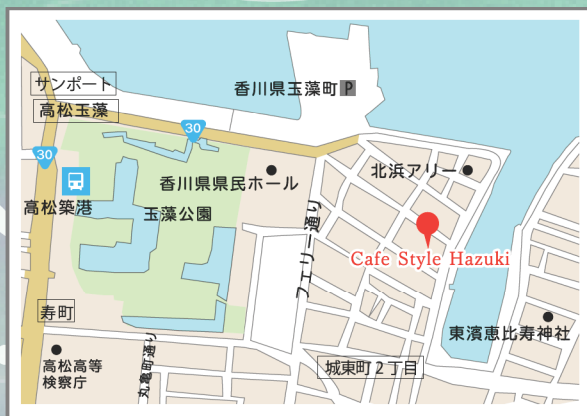 サンポート
高松玉藻
香川県玉藻町 P
30
30
高松築港
香川県県民ホール
北浜アリー
玉藻公園
フェリー通り
Cafe Style Hazuki
寿町
東濱恵比寿神社
高松高等
検察庁
丸亀町通り
城東町2丁目